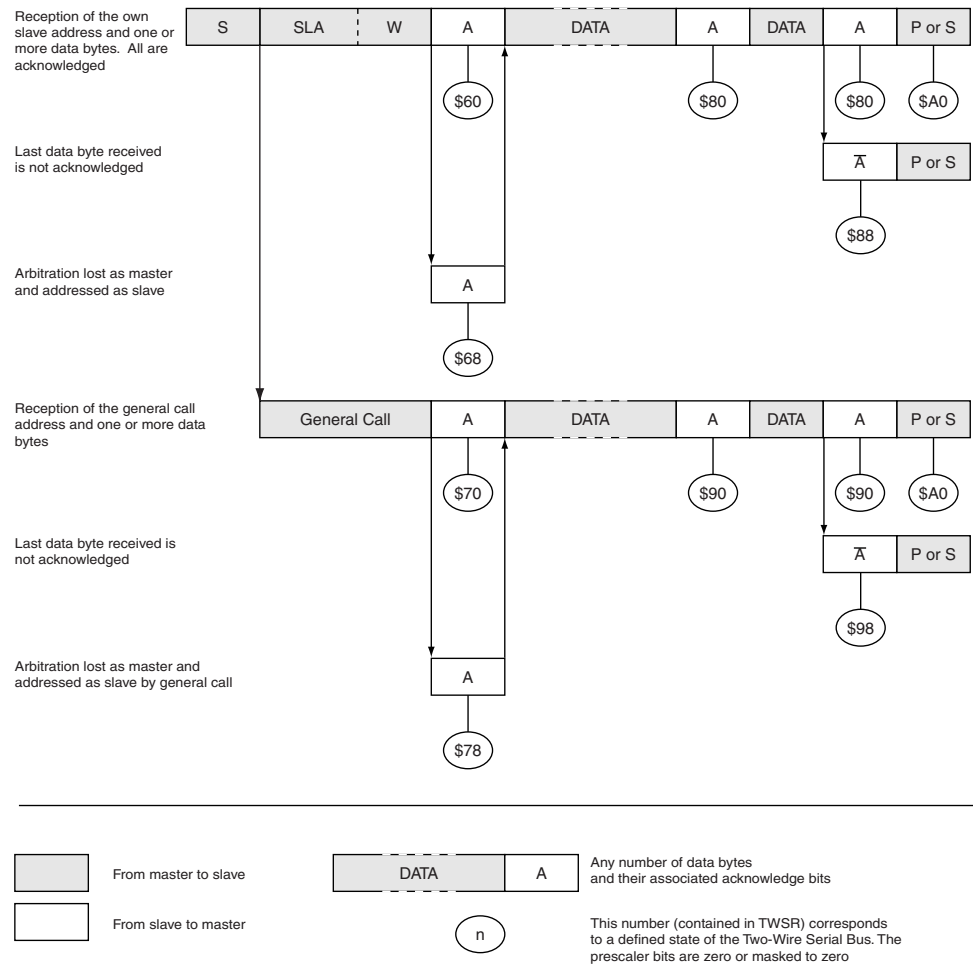 Reception of the own
slave address and one or
more data bytes. All are
acknowledged
S SLA W A DATA A DATA A P or S
$60 $80 $80 $A0
Last data byte received
is not acknowledged
A̅ P or S
$88
Arbitration lost as master
and addressed as slave
A
$68
Reception of the general call
address and one or more data
bytes
General Call A DATA A DATA A P or S
$70 $90 $90 $A0
Last data byte received is
not acknowledged
A̅ P or S
$98
Arbitration lost as master and
addressed as slave by general call
A
$78
From master to slave
DATA A
Any number of data bytes
and their associated acknowledge bits
From slave to master
n
This number (contained in TWSR) corresponds
to a defined state of the Two-Wire Serial Bus. The
prescaler bits are zero or masked to zero